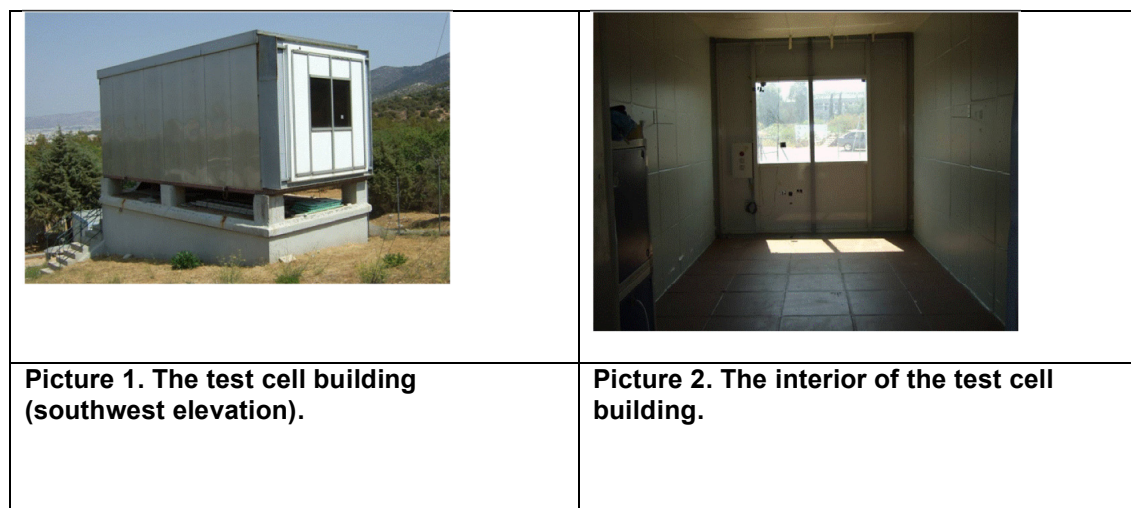 Picture 1. The test cell building
(southwest elevation).
Picture 2. The interior of the test cell
building.